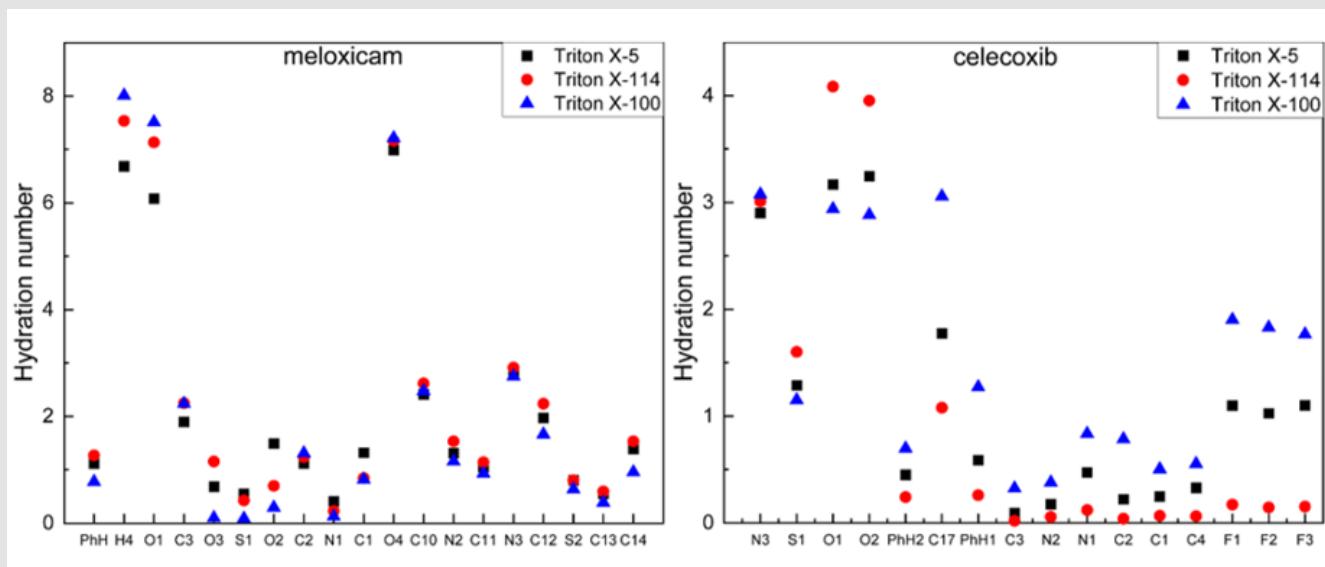 meloxicam
Triton X-5
Triton X-114
Triton X-100
Hydration number
8
6
4
2
0
PhH H4 O1 C3 O3 S1 O2 C2 N1 C1 O4 C10 N2 C11 N3 C12 S2 C13 C14
celecoxib
Triton X-5
Triton X-114
Triton X-100
Hydration number
4
3
2
1
0
N3 S1 O1 O2 PhH2 C17 PhH1 C3 N2 N1 C2 C1 C4 F1 F2 F3